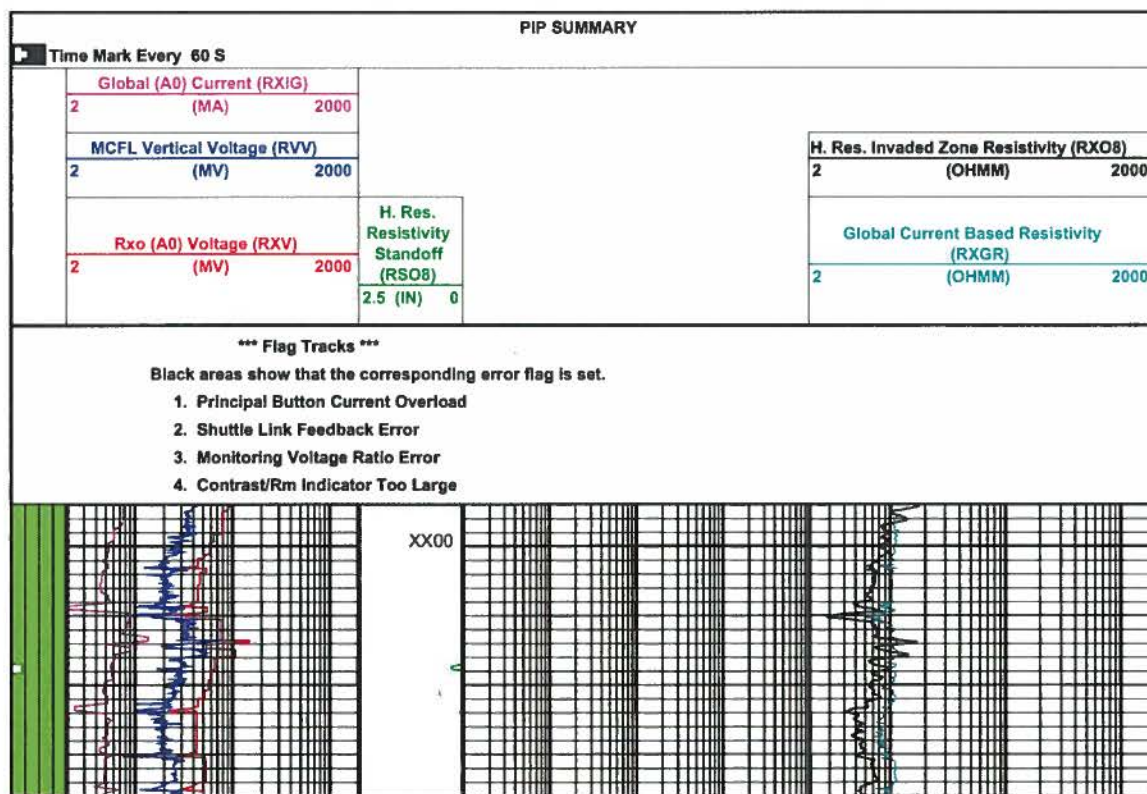 PIP SUMMARY
Time Mark Every 60 S
Global (A0) Current (RXIG)
2 (MA) 2000
MCFL Vertical Voltage (RVV)
2 (MV) 2000
H. Res. Invaded Zone Resistivity (RXO8)
2 (OHMM) 2000
Rxo (A0) Voltage (RXV)
2 (MV) 2000
H. Res.
Resistivity
Standoff
(RSO8)
2.5 (IN) 0
Global Current Based Resistivity
(RXGR)
2 (OHMM) 2000
*** Flag Tracks ***
Black areas show that the corresponding error flag is set.
1. Principal Button Current Overload
2. Shuttle Link Feedback Error
3. Monitoring Voltage Ratio Error
4. Contrast/Rm Indicator Too Large
XX00